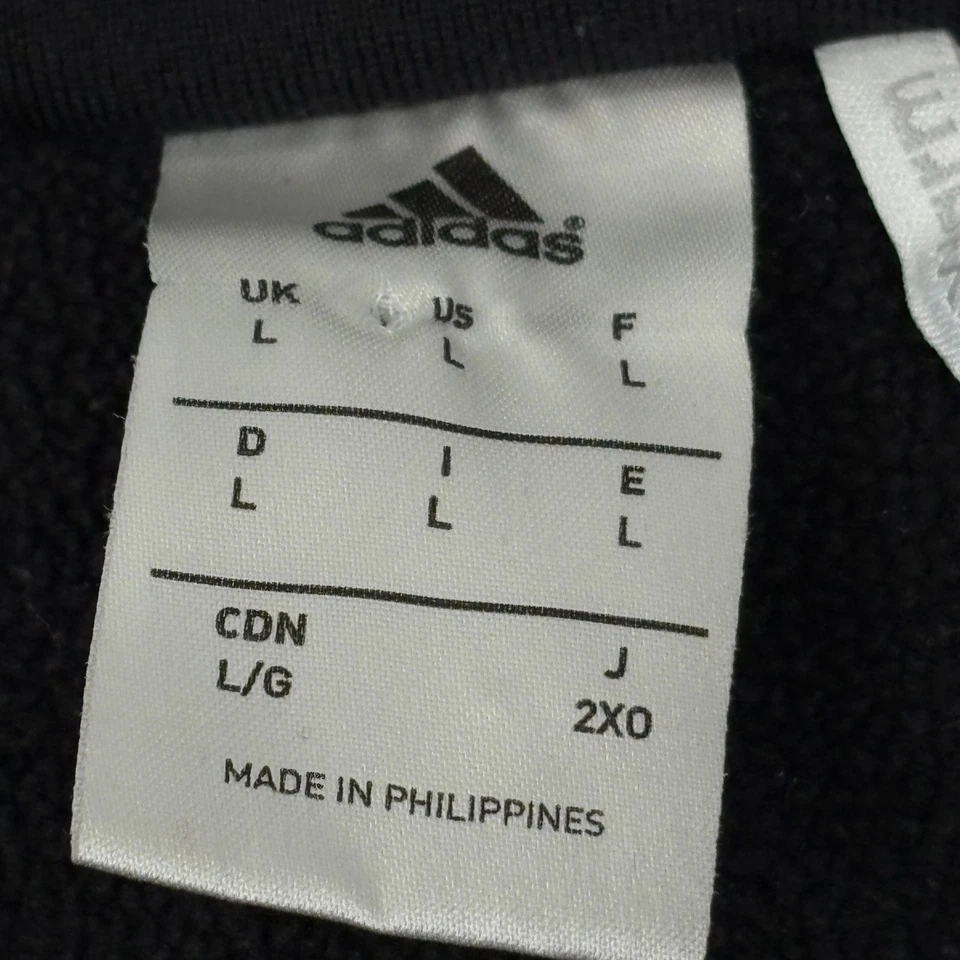 adidas®
UK US F
L L L
D I E
L L L
CDN J
L/G 2XO
MADE IN PHILIPPINES